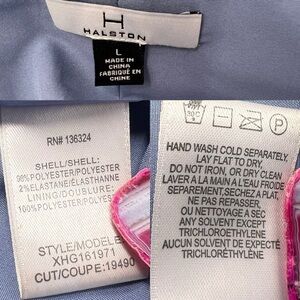 H
HALSTON
L
MADE IN
CHINA
FABRIQUÉ EN
CHINE
RN# 136324
SHELL/SHELL:
98%POLYESTER/POLYESTER
2%ELASTANE/ÉLASTHANNE
LINING/DOUBLURE:
100%POLYESTER/POLYESTER
STYLE/MODELE
XHG161971
CUT/COUPE:19490
30C
P
HAND WASH COLD SEPARATELY,
LAY FLAT TO DRY.
DO NOT IRON, OR DRY CLEAN
LAVER A LA MAIN A L'EAU FROIDE
SEPAREMENT,SECHEZ A PLAT,
NE PAS REPASSER,
OU NETTOYAGE A SEC
ANY SOLVENT EXCEPT
TRICHLOROETHYLENE
AUCUN SOLVENT DE EXPECTÉ
TRICHLOROÉTHYLÈNE